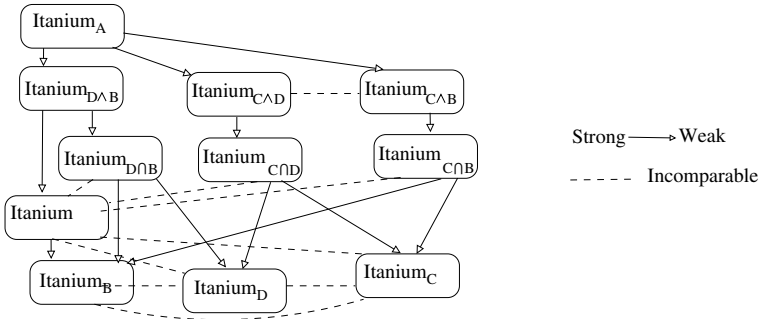 Itanium_A
Itanium_D∧B
Itanium_C∧D
Itanium_C∧B
Strong Weak
Itanium_D∩B
Itanium_C∩D
Itanium_C∩B
Incomparable
Itanium
Itanium_B
Itanium_D
Itanium_C